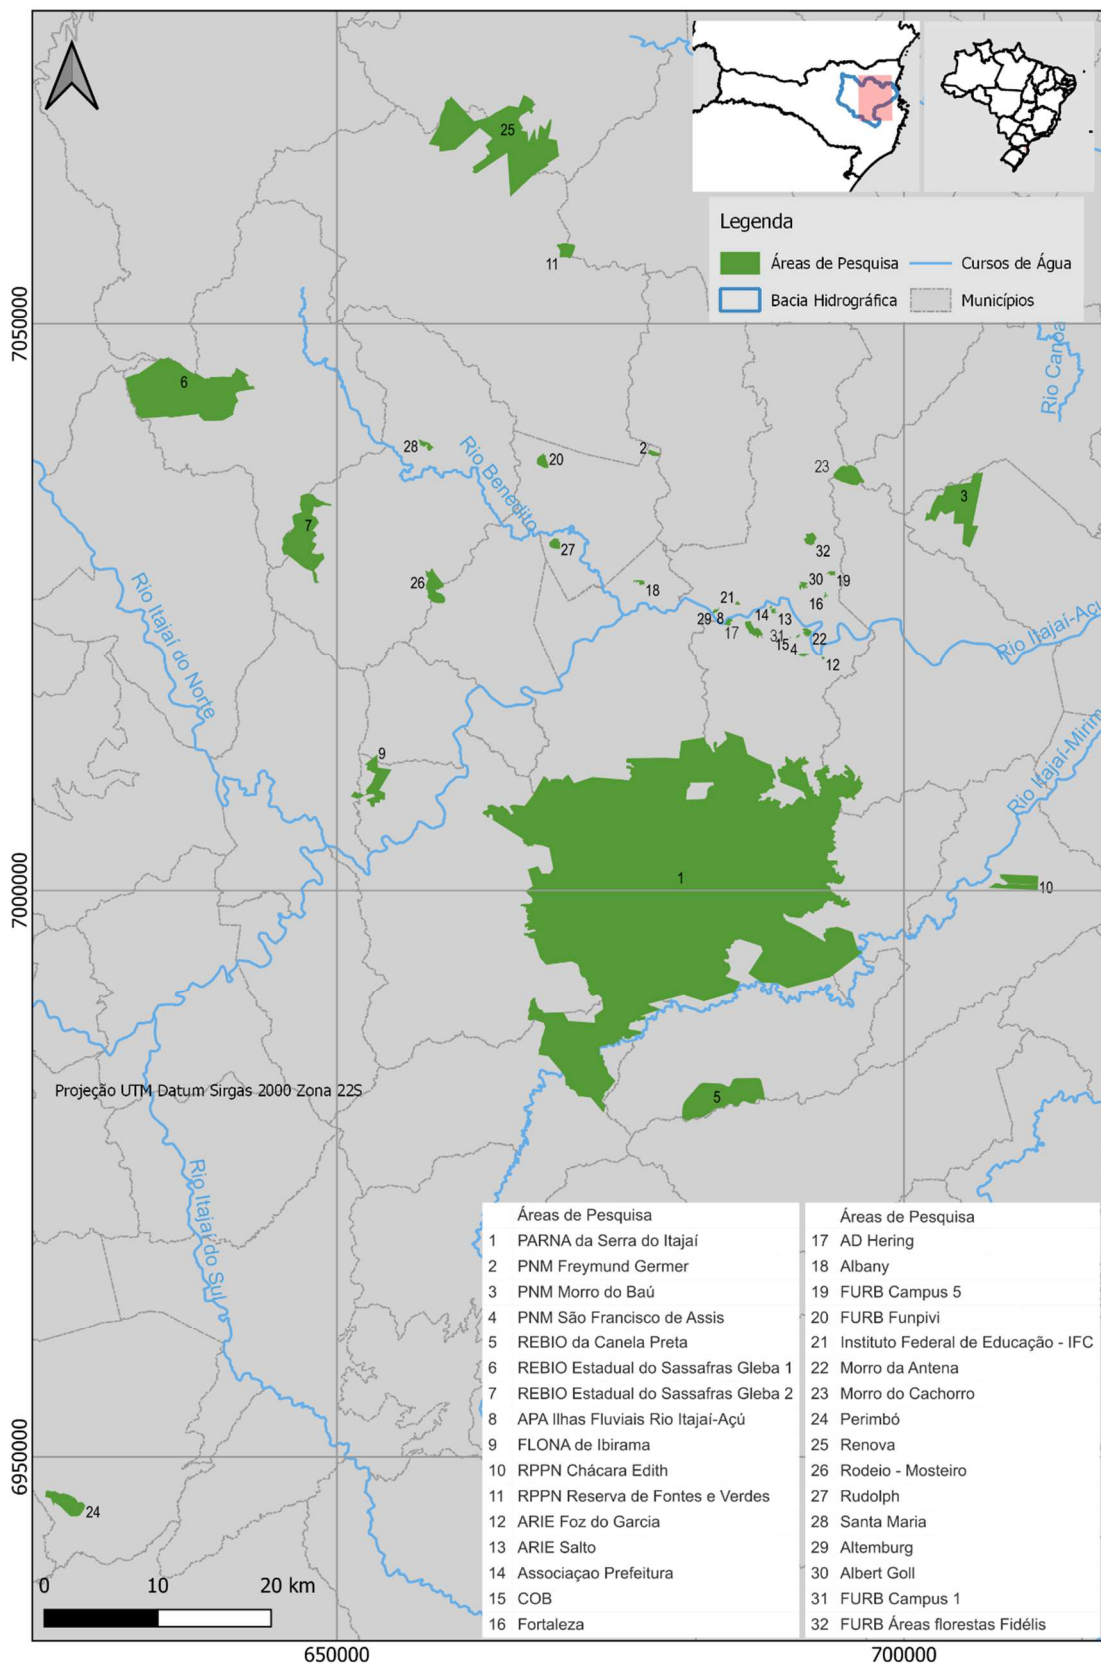 25
11
Legenda
Áreas de Pesquisa
Cursos de Água
Bacia Hidrográfica
Municípios
7050000
Rio Canoa
6
28
Rio Benedito
20
2
23
3
7
27
32
26
18
30
19
16
21
29
8
17
14
13
31
15
4
22
12
Rio Itajaí do Norte
Rio Itajaí-Açu
Rio Itajaí-Mirim
9
1
7000000
10
Projeção UTM Datum Sirgas 2000 Zona 22S
5
Rio Itajaí do Sul
Áreas de Pesquisa
1 PARNA da Serra do Itajaí
2 PNM Freymund Germer
3 PNM Morro do Baú
4 PNM São Francisco de Assis
5 REBIO da Canela Preta
6 REBIO Estadual do Sassafras Gleba 1
7 REBIO Estadual do Sassafras Gleba 2
8 APA Ilhas Fluviais Rio Itajaí-Açú
9 FLONA de Ibirama
10 RPPN Chácara Edith
11 RPPN Reserva de Fontes e Verdes
12 ARIE Foz do Garcia
13 ARIE Salto
14 Associaçao Prefeitura
15 COB
16 Fortaleza
Áreas de Pesquisa
17 AD Hering
18 Albany
19 FURB Campus 5
20 FURB Funpivi
21 Instituto Federal de Educação - IFC
22 Morro da Antena
23 Morro do Cachorro
24 Perimbó
25 Renova
26 Rodeio - Mosteiro
27 Rudolph
28 Santa Maria
29 Altemburg
30 Albert Goll
31 FURB Campus 1
32 FURB Áreas florestas Fidélis
6950000
24
0 10 20 km
650000
700000